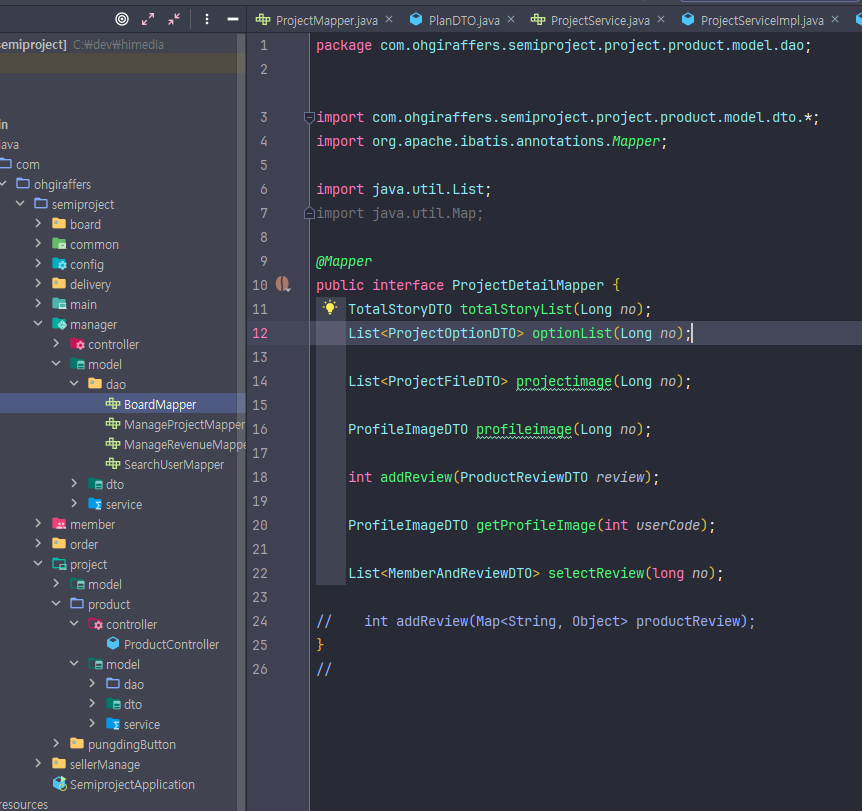 ProjectMapper.java
PlanDTO.java
ProjectService.java
ProjectServiceImpl.java
semiproject] C:₩dev₩himedia
in
ava
com
ohgiraffers
semiproject
board
common
config
delivery
main
manager
controller
model
dao
BoardMapper
ManageProjectMapper
ManageRevenueMappe
SearchUserMapper
dto
service
member
order
project
model
product
controller
ProductController
model
dao
dto
service
pungdingButton
sellerManage
SemiprojectApplication
resources
1 package com.ohgiraffers.semiproject.project.product.model.dao;
2
3 import com.ohgiraffers.semiproject.project.product.model.dto.*;
4 import org.apache.ibatis.annotations.Mapper;
5
6 import java.util.List;
7 import java.util.Map;
8
9 @Mapper
10 public interface ProjectDetailMapper {
11 TotalStoryDTO totalStoryList(Long no);
12 List<ProjectOptionDTO> optionList(Long no);
13
14 List<ProjectFileDTO> projectimage(Long no);
15
16 ProfileImageDTO profileimage(Long no);
17
18 int addReview(ProductReviewDTO review);
19
20 ProfileImageDTO getProfileImage(int userCode);
21
22 List<MemberAndReviewDTO> selectReview(long no);
23
24 // int addReview(Map<String, Object> productReview);
25 }
26 //